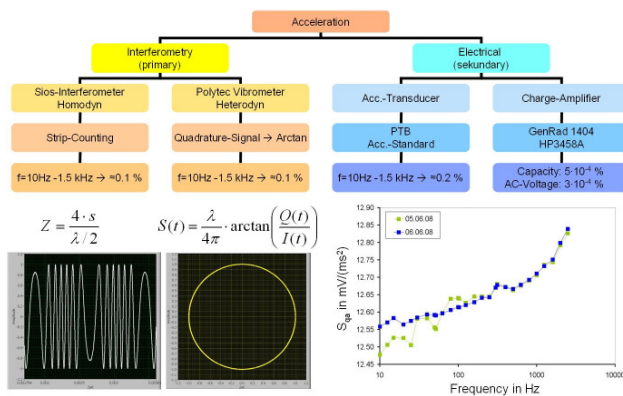 Acceleration
Interferometry
(primary)
Electrical
(sekundary)
Sios-Interferometer
Homodyn
Polytec Vibrometer
Heterodyn
Acc.-Transducer
Charge-Amplifier
Strip-Counting
Quadrature-Signal → Arctan
PTB
Acc.-Standard
GenRad 1404
HP3458A
f=10Hz -1.5 kHz → ≈0.1 %
f=10Hz -1.5 kHz → ≈0.1 %
f=10Hz -1.5 kHz → ≈0.2 %
Capacity: 5·10⁻⁴ %
AC-Voltage: 3·10⁻⁴ %
Z = 4·s / λ/2
S(t) = λ/4π · arctan(Q(t)/I(t))
12.90
12.85
12.80
12.75
12.70
12.65
12.60
12.55
12.50
12.45
S_qa in mV/(ms²)
05.06.08
06.06.08
10
100
1000
10000
Frequency in Hz